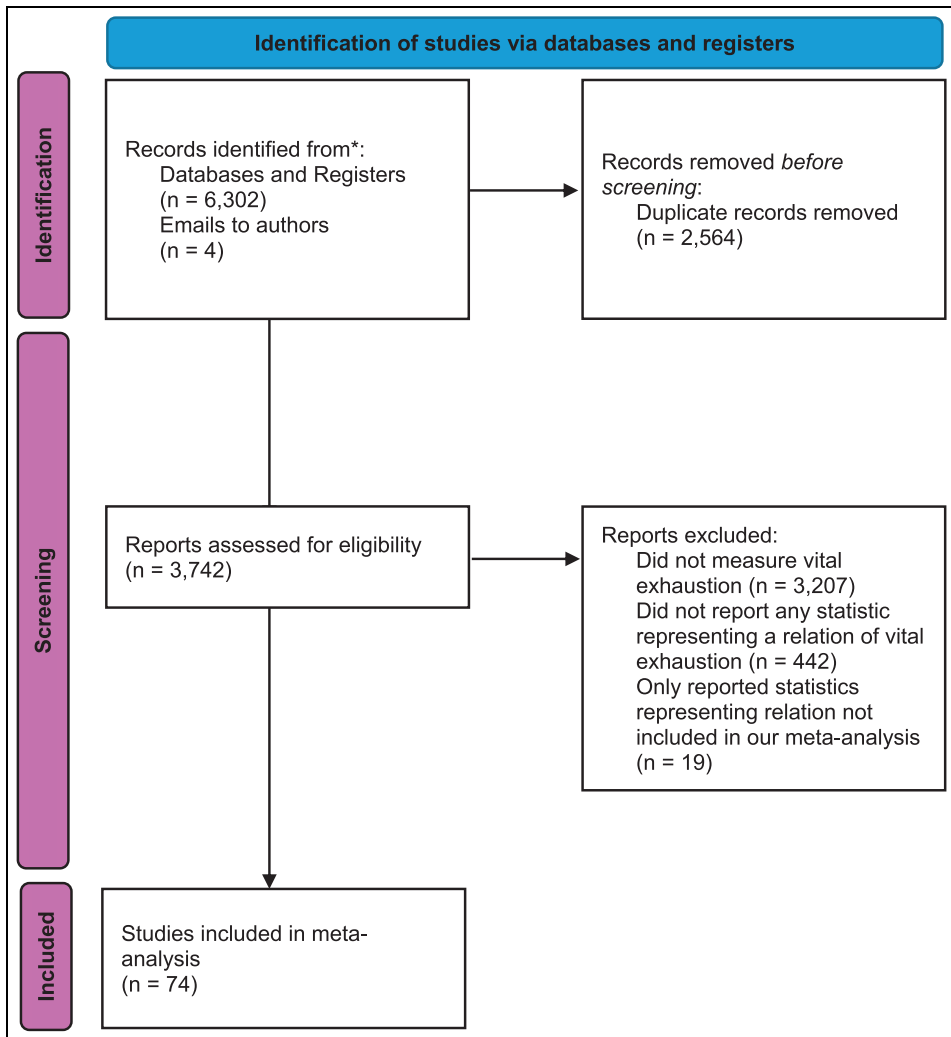 Identification of studies via databases and registers
Identification
Records identified from*:
Databases and Registers
(n = 6,302)
Emails to authors
(n = 4)
Records removed before
screening:
Duplicate records removed
(n = 2,564)
Screening
Reports assessed for eligibility
(n = 3,742)
Reports excluded:
Did not measure vital
exhaustion (n = 3,207)
Did not report any statistic
representing a relation of vital
exhaustion (n = 442)
Only reported statistics
representing relation not
included in our meta-analysis
(n = 19)
Included
Studies included in meta-
analysis
(n = 74)